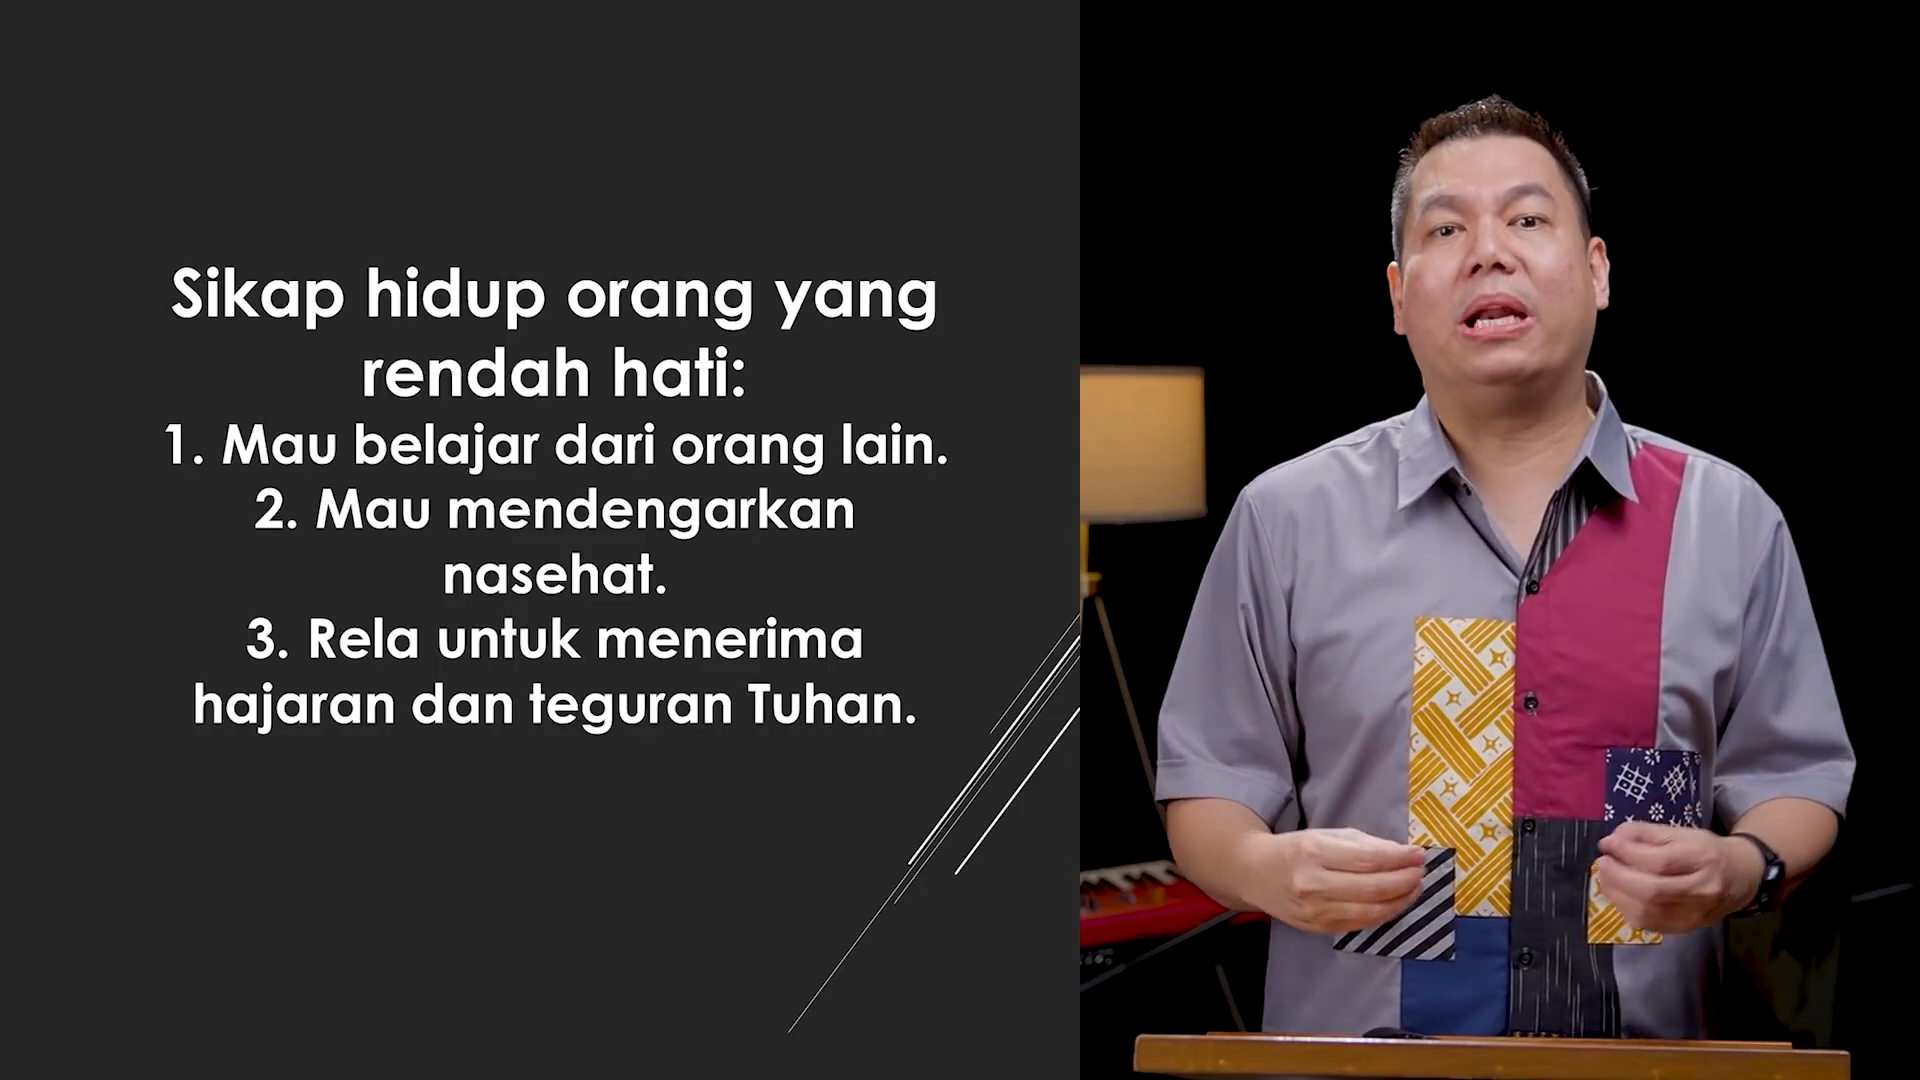 Sikap hidup orang yang
rendah hati:
1. Mau belajar dari orang lain.
2. Mau mendengarkan
nasehat.
3. Rela untuk menerima
hajaran dan teguran Tuhan.